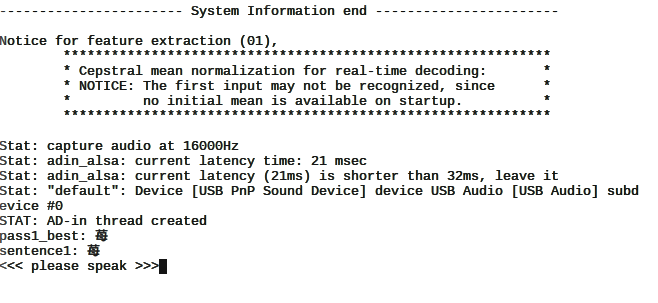 ----------------------- System Information end -----------------------
Notice for feature extraction (01),
*************************************************************
* Cepstral mean normalization for real-time decoding: *
* NOTICE: The first input may not be recognized, since *
* no initial mean is available on startup. *
*************************************************************
Stat: capture audio at 16000Hz
Stat: adin_alsa: current latency time: 21 msec
Stat: adin_alsa: current latency (21ms) is shorter than 32ms, leave it
Stat: "default": Device [USB PnP Sound Device] device USB Audio [USB Audio] subd
evice #0
STAT: AD-in thread created
pass1_best: 苺
sentence1: 苺
<<< please speak >>>